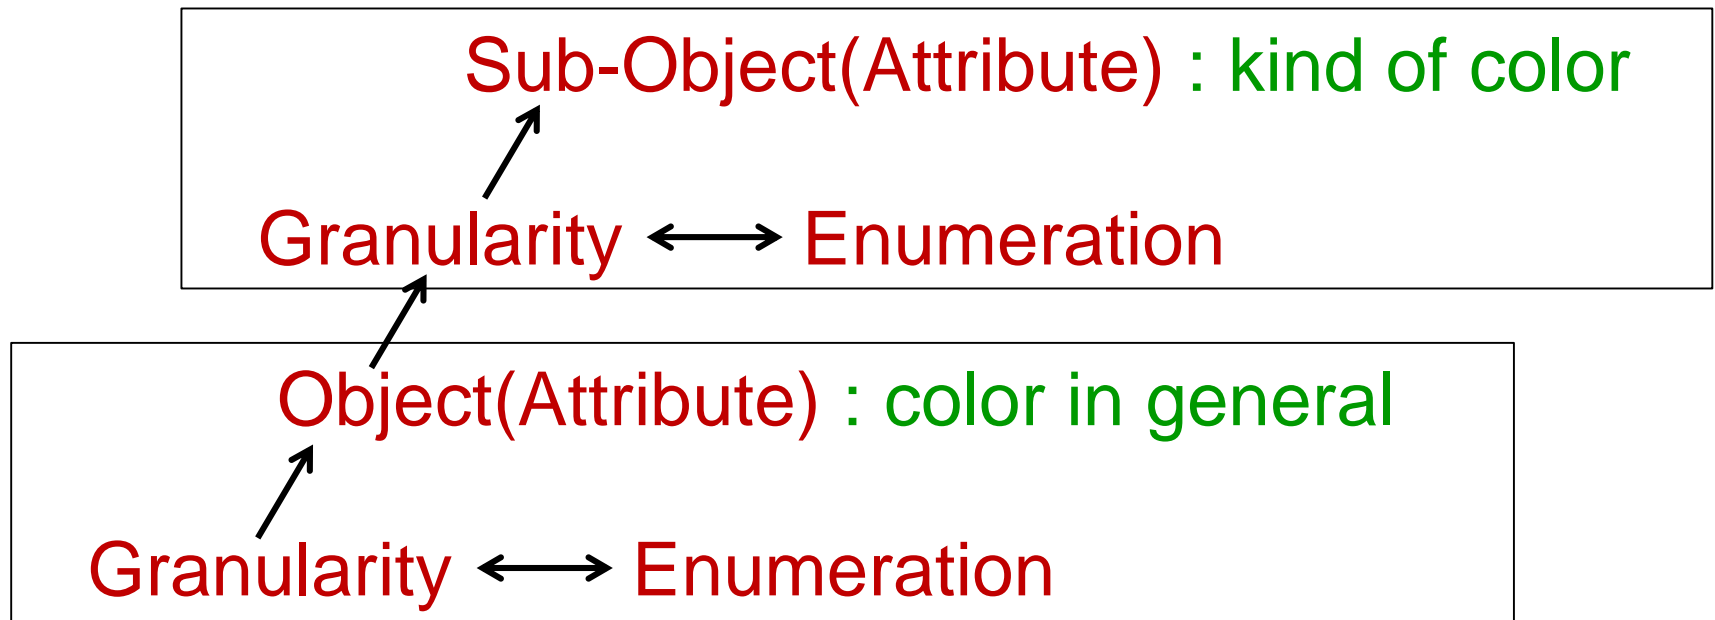 Sub-Object(Attribute) : kind of color
Granularity Enumeration
Object(Attribute) : color in general
Granularity Enumeration